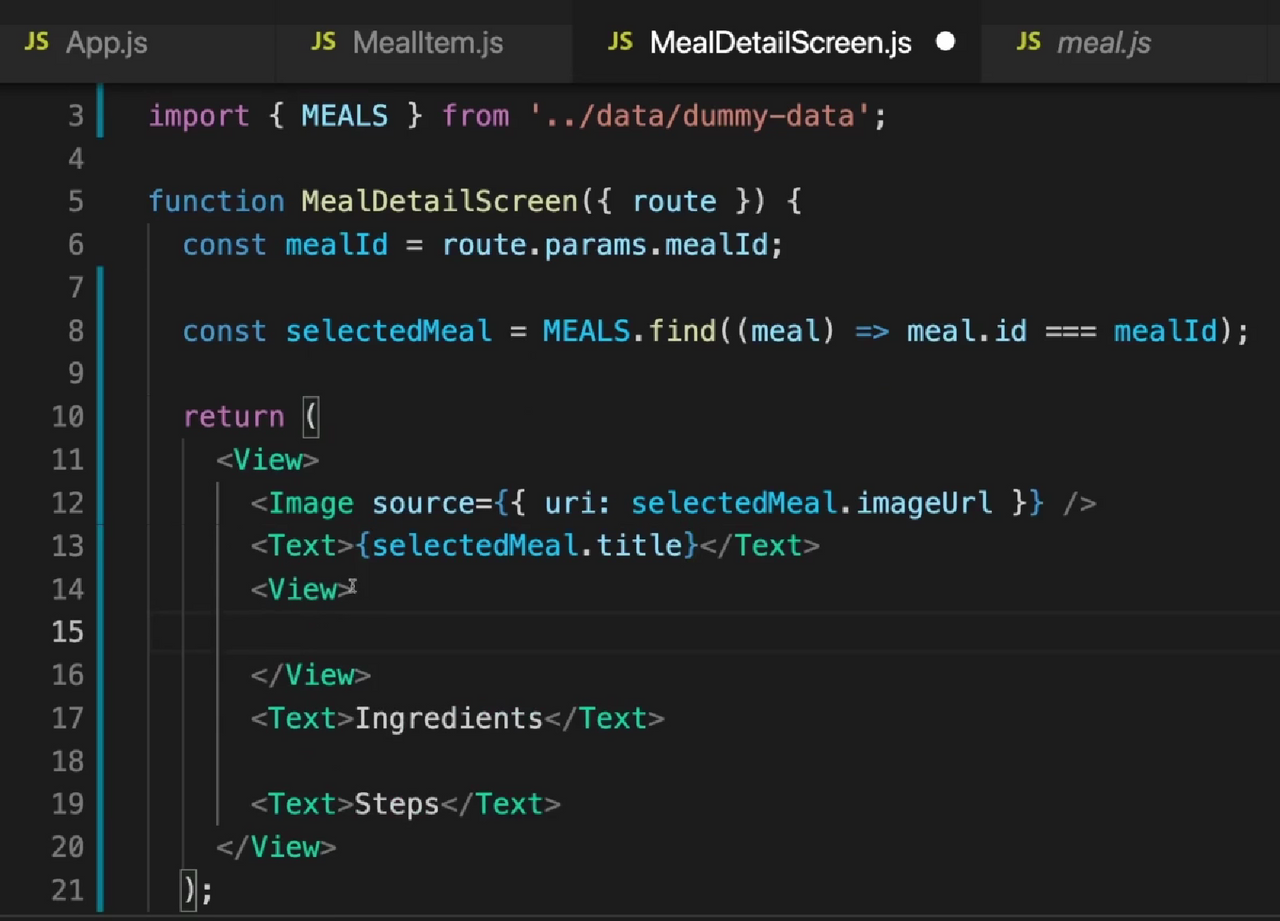 JS App.js JS MealItem.js JS MealDetailScreen.js JS meal.js
3 import { MEALS } from '../data/dummy-data';
4
5 function MealDetailScreen({ route }) {
6 const mealId = route.params.mealId;
7
8 const selectedMeal = MEALS.find((meal) => meal.id === mealId);
9
10 return (
11 <View>
12 <Image source={{ uri: selectedMeal.imageUrl }} />
13 <Text>{selectedMeal.title}</Text>
14 <View>
15
16 </View>
17 <Text>Ingredients</Text>
18
19 <Text>Steps</Text>
20 </View>
21 );